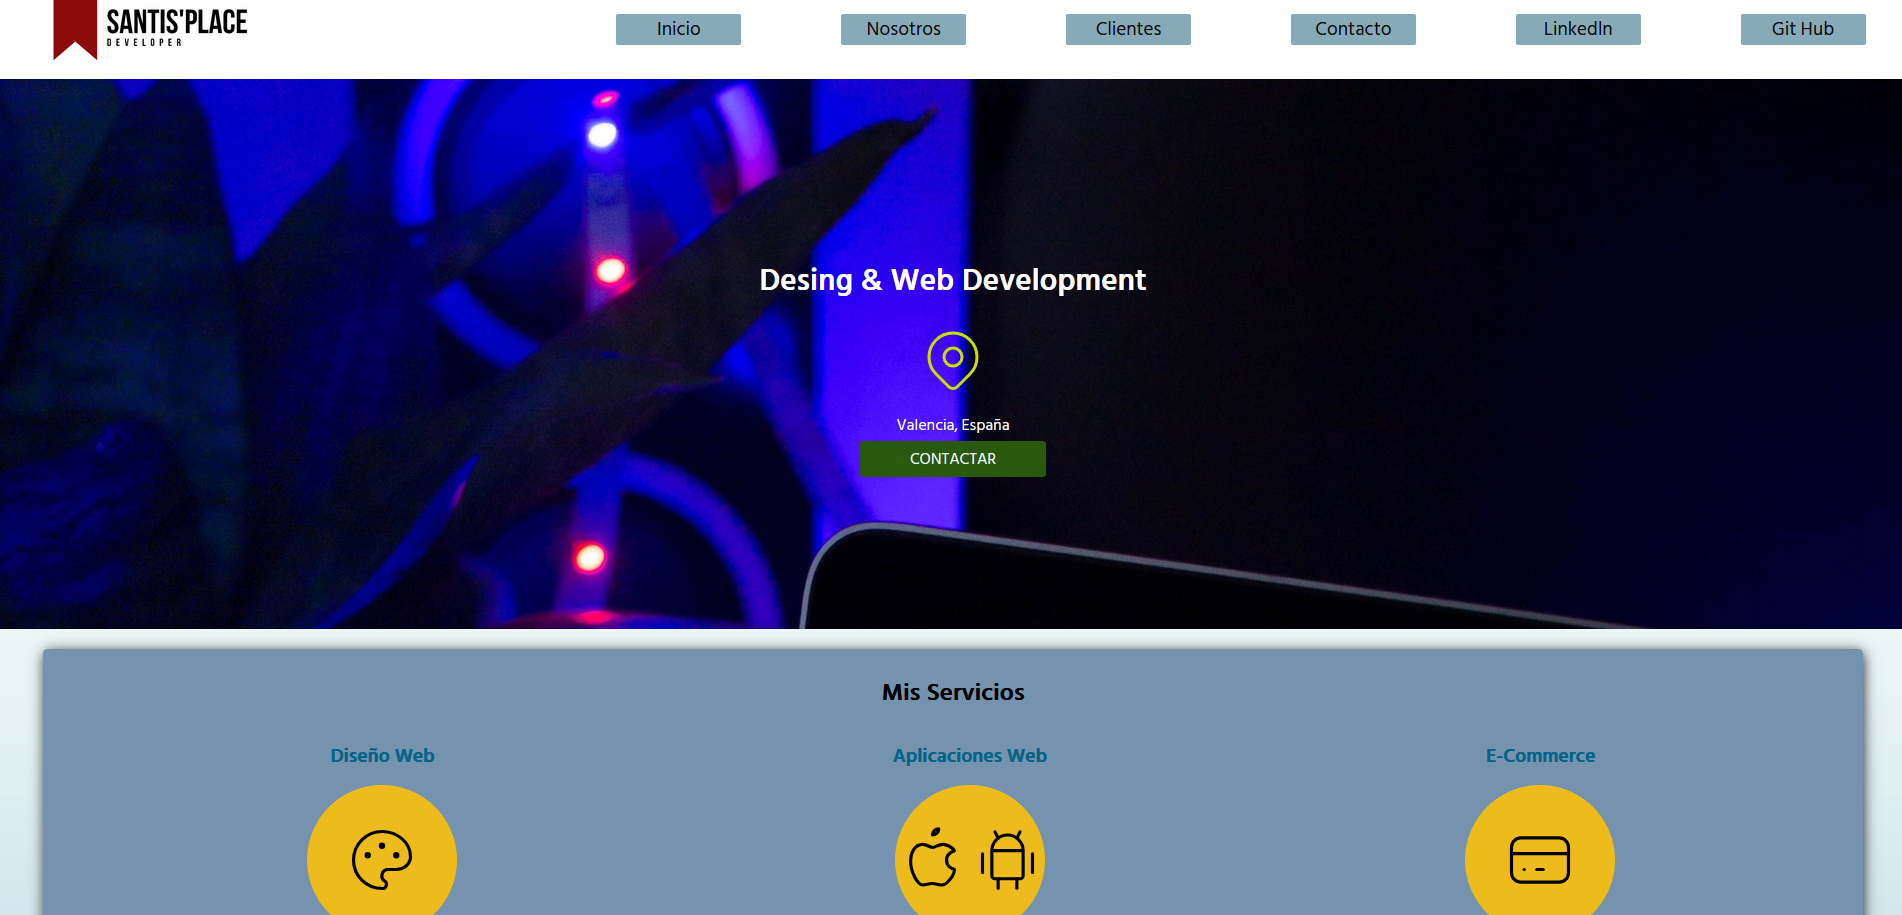 SANTIS'PLACE
DEVELOPER
Inicio
Nosotros
Clientes
Contacto
LinkedIn
Git Hub
Desing & Web Development
Valencia, España
CONTACTAR
Mis Servicios
Diseño Web
Aplicaciones Web
E-Commerce